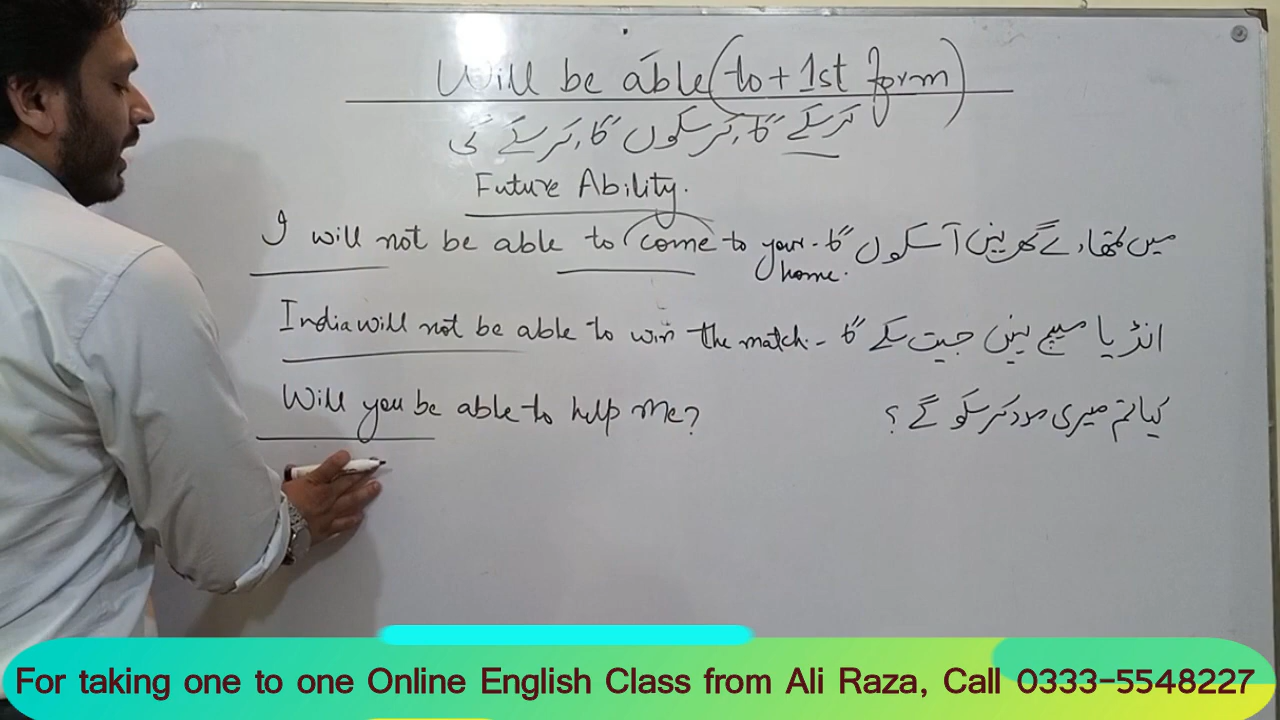 Will be able (to + 1st form)
کر سکے گا، کر سکوں گا، کر سکے گی
Future Ability.
I will not be able to (come to your home. - میں تمھارے گھر نہیں آ سکوں گا
India will not be able to win the match. - انڈیا میچ نہیں جیت سکے گا
Will you be able to help me? کیا تم میری مدد کر سکو گے؟
For taking one to one Online English Class from Ali Raza, Call 0333-5548227